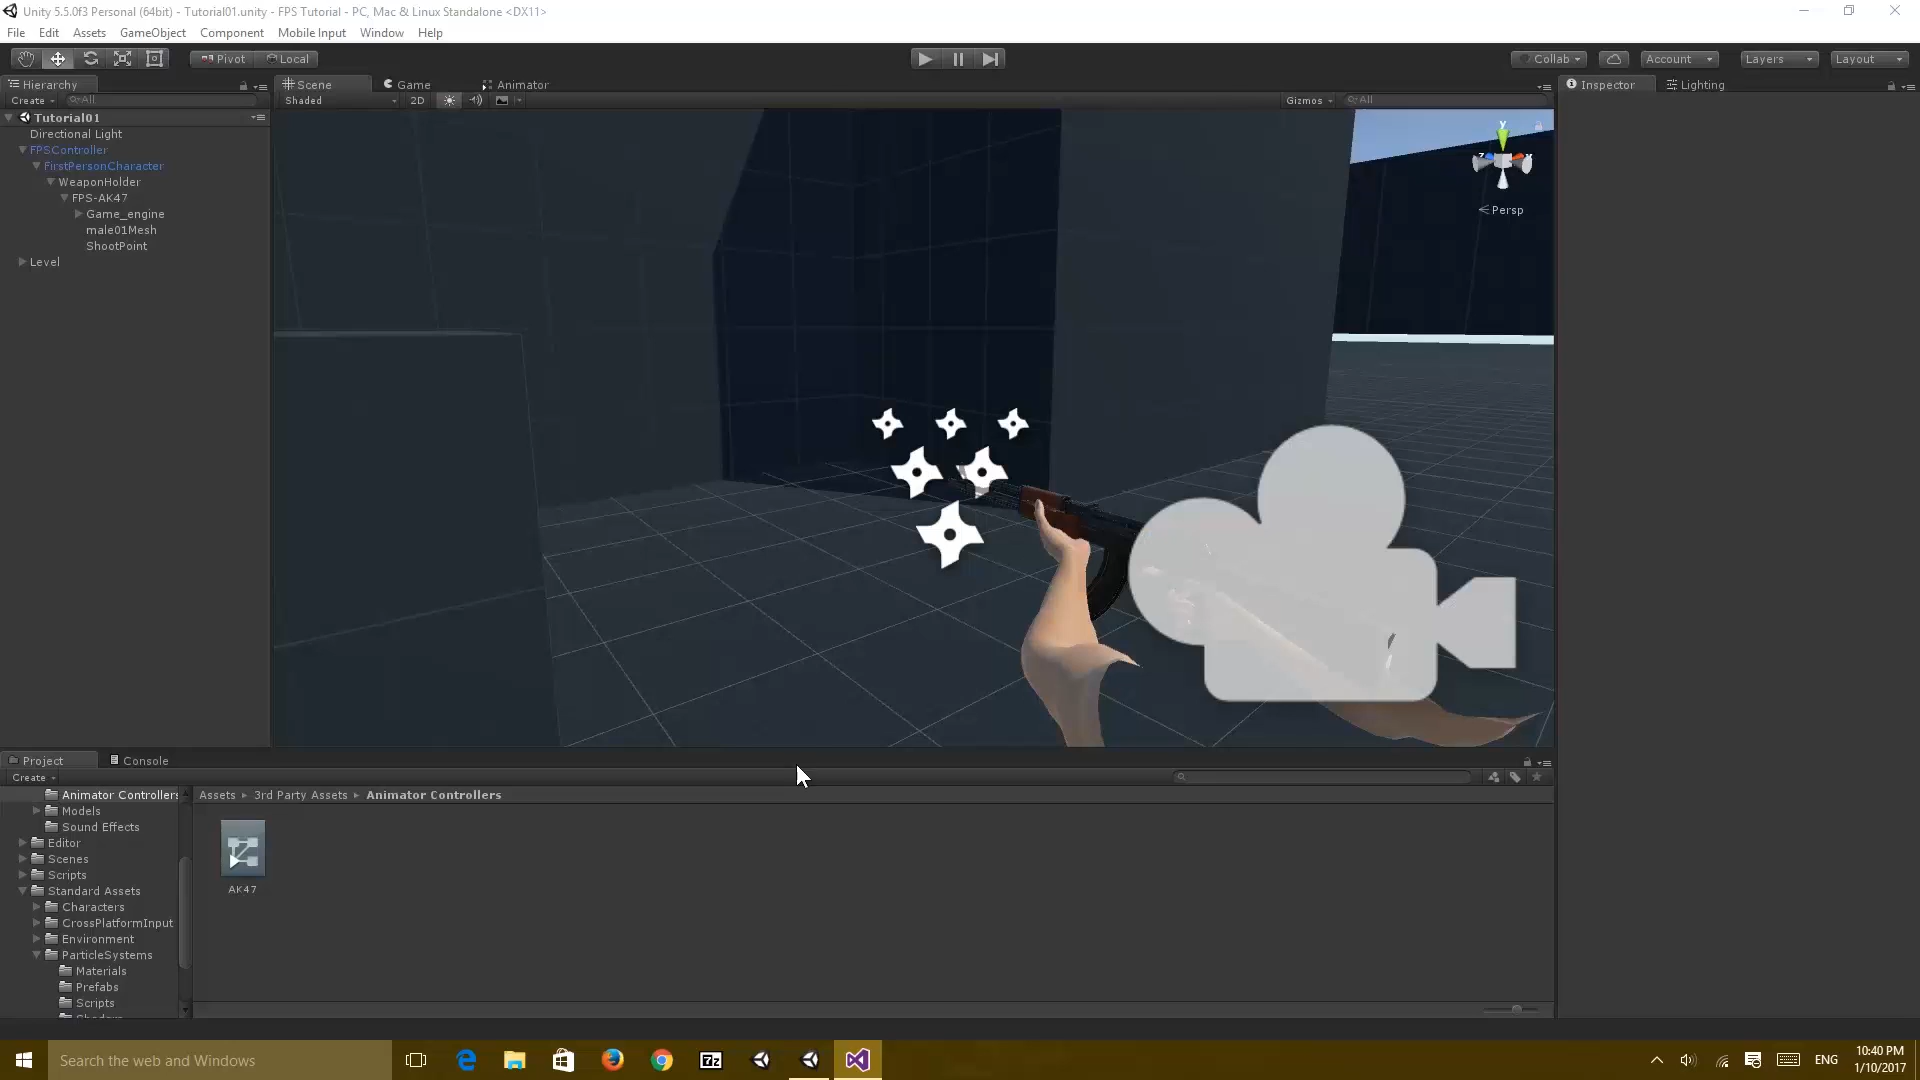 Unity 5.5.0f3 Personal (64bit) - Tutorial01.unity - FPS Tutorial - PC, Mac & Linux Standalone <DX11>
File Edit Assets GameObject Component Mobile Input Window Help
Pivot Local Collab Account Layers Layout
Hierarchy Scene Game Animator Inspector Lighting
Create All Shaded 2D Gizmos All
Tutorial01
Directional Light
FPSController
FirstPersonCharacter
WeaponHolder
FPS-AK47
Game_engine
male01Mesh
ShootPoint
Level
y
z x
Persp
Project Console
Create
Animator Controllers
Models
Sound Effects
Editor
Scenes
Scripts
Standard Assets
Characters
CrossPlatformInput
Environment
ParticleSystems
Materials
Prefabs
Scripts
Assets 3rd Party Assets Animator Controllers
AK47
Search the web and Windows
7z
ENG
10:40 PM
1/10/2017